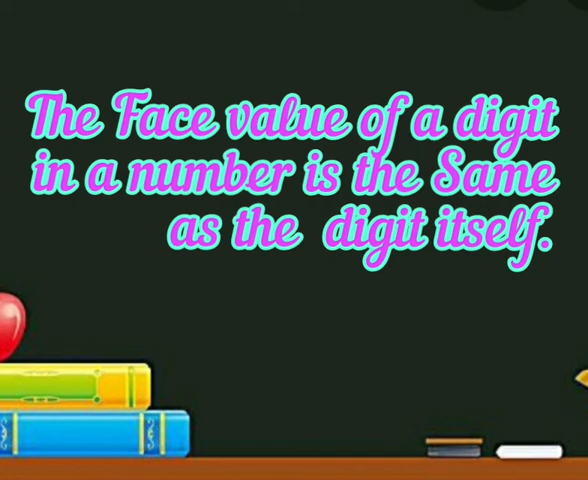 The Face value of a digit
in a number is the Same
as the digit itself.